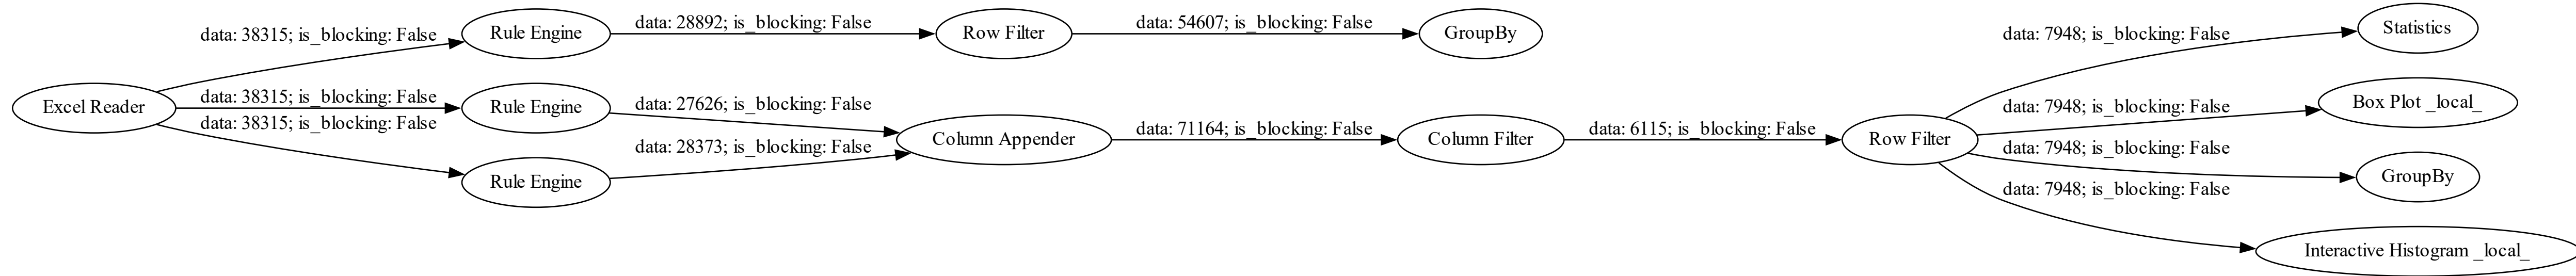 data: 38315; is_blocking: False
Rule Engine
data: 28892; is_blocking: False
Row Filter
data: 54607; is_blocking: False
GroupBy
Excel Reader
data: 38315; is_blocking: False
Rule Engine
data: 27626; is_blocking: False
data: 38315; is_blocking: False
Rule Engine
data: 28373; is_blocking: False
Column Appender
data: 71164; is_blocking: False
Column Filter
data: 6115; is_blocking: False
Row Filter
data: 7948; is_blocking: False
Statistics
data: 7948; is_blocking: False
Box Plot _local_
data: 7948; is_blocking: False
GroupBy
data: 7948; is_blocking: False
Interactive Histogram _local_